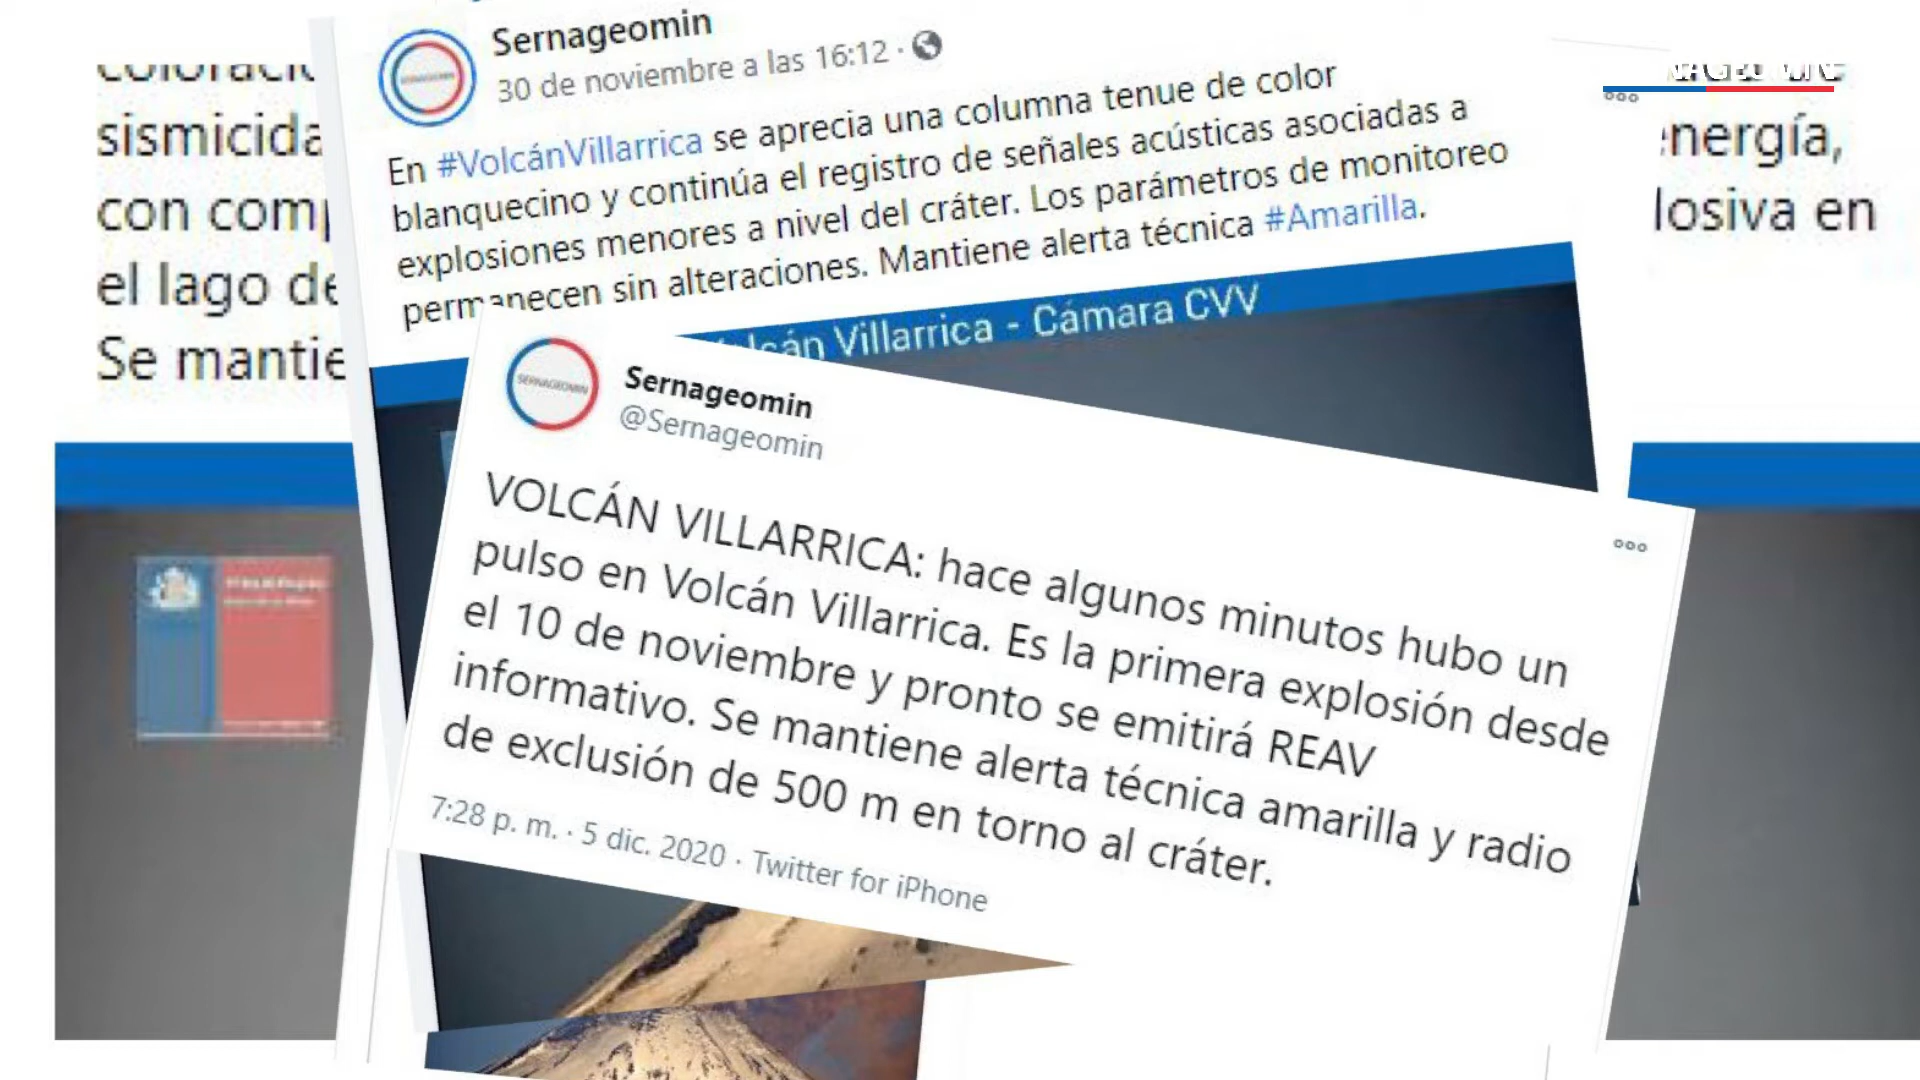 Sernageomin
30 de noviembre a las 16:12 ·
En #VolcánVillarrica se aprecia una columna tenue de color
blanquecino y continúa el registro de señales acústicas asociadas a
explosiones menores a nivel del cráter. Los parámetros de monitoreo
permanecen sin alteraciones. Mantiene alerta técnica #Amarilla.
Villarrica - Cámara CVV
sismicida
con comp
el lago de
Se mantie
energía,
losiva en
SERNAGEOMIN
Sernageomin
@Sernageomin
VOLCÁN VILLARRICA: hace algunos minutos hubo un
pulso en Volcán Villarrica. Es la primera explosión desde
el 10 de noviembre y pronto se emitirá REAV
informativo. Se mantiene alerta técnica amarilla y radio
de exclusión de 500 m en torno al cráter.
7:28 p. m. · 5 dic. 2020 · Twitter for iPhone